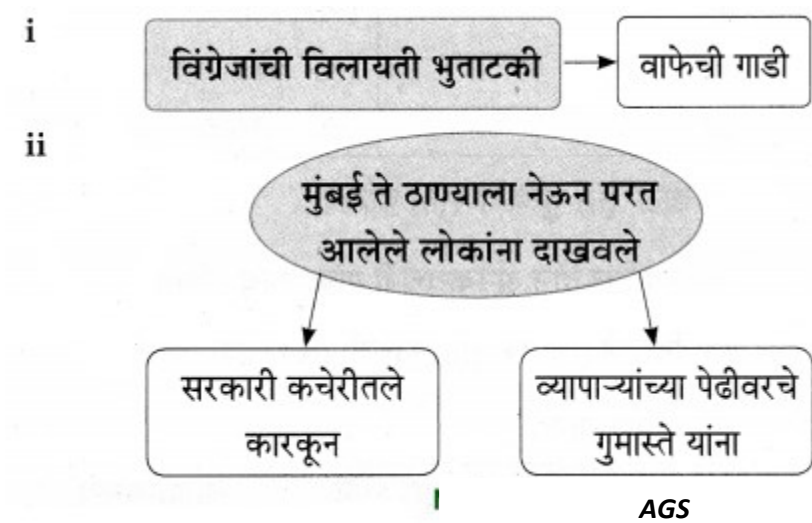 i
विंग्रेजांची विलायती भुताटकी
वाफेची गाडी
ii
मुंबई ते ठाण्याला नेऊन परत
आलेले लोकांना दाखवले
सरकारी कचेरीतले
कारकून
व्यापाऱ्यांच्या पेढीवरचे
गुमास्ते यांना
AGS